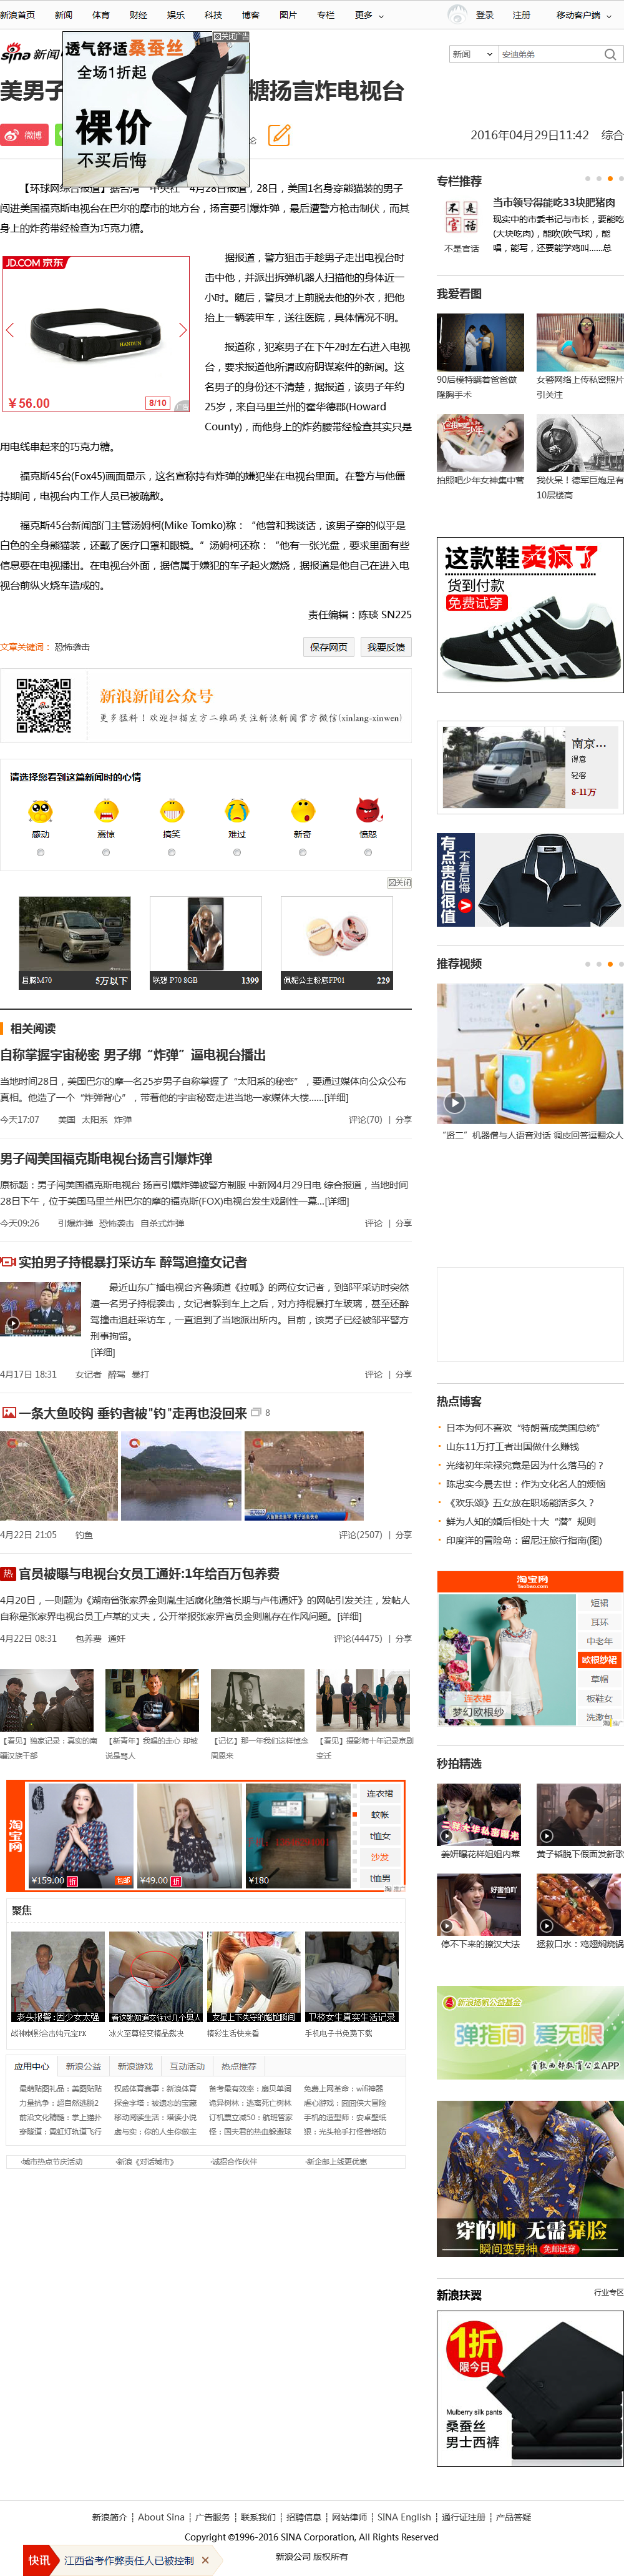 新浪首页 新闻 体育 财经 娱乐 科技 博客 图片 专栏 更多 登录 注册 移动客户端
sina 新闻
关闭广告
透气舒适桑蚕丝
全场1折起
裸价
不买后悔
新闻 安迪弟弟
美男子
糖扬言炸电视台
微博
2016年04月29日11:42 综合
【环球网综合报道】据台湾“中央社”4月28日报道，28日，美国1名身穿熊猫装的男子
闯进美国福克斯电视台在巴尔的摩市的地方台，扬言要引爆炸弹，最后遭警方枪击制伏，而其
身上的炸药带经检查为巧克力糖。
JD.COM 京东
HANDUN
¥56.00
8/10
据报道，警方狙击手趁男子走出电视台时
击中他，并派出拆弹机器人扫描他的身体近一
小时。随后，警员才上前脱去他的外衣，把他
抬上一辆装甲车，送往医院，具体情况不明。
报道称，犯案男子在下午2时左右进入电视
台，要求报道他所谓政府阴谋案件的新闻。这
名男子的身份还不清楚，据报道，该男子年约
25岁，来自马里兰州的霍华德郡(Howard
County)，而他身上的炸药腰带经检查其实只是
用电线串起来的巧克力糖。
福克斯45台(Fox45)画面显示，这名宣称持有炸弹的嫌犯坐在电视台里面。在警方与他僵
持期间，电视台内工作人员已被疏散。
福克斯45台新闻部门主管汤姆柯(Mike Tomko)称：“他曾和我谈话，该男子穿的似乎是
白色的全身熊猫装，还戴了医疗口罩和眼镜。”汤姆柯还称：“他有一张光盘，要求里面有些
信息要在电视播出。在电视台外面，据信属于嫌犯的车子起火燃烧，据报道是他自己在进入电
视台前纵火烧车造成的。
责任编辑：陈琰 SN225
文章关键词： 恐怖袭击
保存网页 我要反馈
新浪新闻公众号
更多猛料！欢迎扫描左方二维码关注新浪新闻官方微信(xinlang-xinwen)
请选择您看到这篇新闻时的心情
感动 震惊 搞笑 难过 新奇 愤怒
关闭
昌河M70 5万以下
联想 P70 8GB 1399
佩妮公主粉底FP01 229
相关阅读
自称掌握宇宙秘密 男子绑“炸弹”逼电视台播出
当地时间28日，美国巴尔的摩一名25岁男子自称掌握了“太阳系的秘密”，要通过媒体向公众公布
真相。他造了一个“炸弹背心”，带着他的宇宙秘密走进当地一家媒体大楼......[详细]
今天17:07 美国 太阳系 炸弹 评论(70) | 分享
男子闯美国福克斯电视台扬言引爆炸弹
原标题：男子闯美国福克斯电视台 扬言引爆炸弹被警方制服 中新网4月29日电 综合报道，当地时间
28日下午，位于美国马里兰州巴尔的摩的福克斯(FOX)电视台发生戏剧性一幕...[详细]
今天09:26 引爆炸弹 恐怖袭击 自杀式炸弹 评论 | 分享
实拍男子持棍暴打采访车 醉驾追撞女记者
最近山东广播电视台齐鲁频道《拉呱》的两位女记者，到邹平采访时突然
遭一名男子持棍袭击，女记者躲到车上之后，对方持棍暴打车玻璃，甚至还醉
驾撞击追赶采访车，一直追到了当地派出所内。目前，该男子已经被邹平警方
刑事拘留。
[详细]
4月17日 18:31 女记者 醉驾 暴打 评论 | 分享
一条大鱼咬钩 垂钓者被"钓"走再也没回来 8
4月22日 21:05 钓鱼 评论(2507) | 分享
热 官员被曝与电视台女员工通奸:1年给百万包养费
4月20日，一则题为《湖南省张家界金则胤生活腐化堕落长期与卢伟通奸》的网帖引发关注，发帖人
自称是张家界电视台员工卢某的丈夫，公开举报张家界官员金则胤存在作风问题。[详细]
4月22日 08:31 包养费 通奸 评论(44475) | 分享
【看见】独家记录：真实的南疆汉族干部
【新青年】我唱的走心 却被说是骂人
【记忆】那一年我们这样悼念周恩来
【看见】摄影师十年记录京剧变迁
淘宝网
¥159.00 折 包邮
¥49.00 折
¥180
连衣裙
蚊帐
t恤女
沙发
t恤男
聚焦
老头报警:因少女太强
看这就知道交往过几个男人
女星上下失守的尴尬瞬间
卫校女生真实生活记录
战神喇影合击纯元宝PK
冰火至尊轻变精品裁决
精彩生活快来看
手机电子书免费下载
应用中心 新浪公益 新浪游戏 互动活动 热点推荐
·城市热点节庆活动 ·新浪《对话城市》 ·诚招合作伙伴 ·新企邮上线更优惠
专栏推荐
不是官话
不是官话
当市领导得能吃33块肥猪肉
现实中的市委书记与市长，要能吃
(大块吃肉)，能吹(吹气球)，能
唱，能写，还要能学鸡叫......总
我爱看图
90后模特瞒着爸爸做隆胸手术
女警网络上传私密照片引关注
拍照吧少年女神集中营
我伙呆！德军巨炮足有10层楼高
这款鞋卖疯了
货到付款
免费试穿
南京...
得意
轻客
8-11万
有点贵但很值
不看后悔
推荐视频
“贤二”机器僧与人语音对话 调皮回答逗翻众人
热点博客
日本为何不喜欢“特朗普成美国总统”
山东11万打工者出国做什么赚钱
光绪初年荣禄究竟是因为什么落马的？
陈忠实今晨去世：作为文化名人的烦恼
《欢乐颂》五女放在职场能活多久？
鲜为人知的婚后相处十大“潜”规则
印度洋的冒险岛：留尼汪旅行指南(图)
淘宝网
Taobao.com
短裙
耳环
中老年
欧根纱裙
草帽
板鞋女
洗漱包
连衣裙
梦幻欧根纱
秒拍精选
姜妍曝花样姐姐内幕
黄子韬脱下假面发新歌
停不下来的撩汉大法
拯救口水：鸡翅焖烧锅
新浪扬帆公益基金
弹指间 爱无限
穿的帅 无需靠脸
瞬间变男神 免邮试穿
新浪扶翼 行业专区
1折
限今日
Mulberry silk pants
桑蚕丝
男士西裤
新浪简介 | About Sina | 广告服务 | 联系我们 | 招聘信息 | 网站律师 | SINA English | 通行证注册 | 产品答疑
Copyright ©1996-2016 SINA Corporation, All Rights Reserved
新浪公司 版权所有
快讯 江西省考作弊责任人已被控制